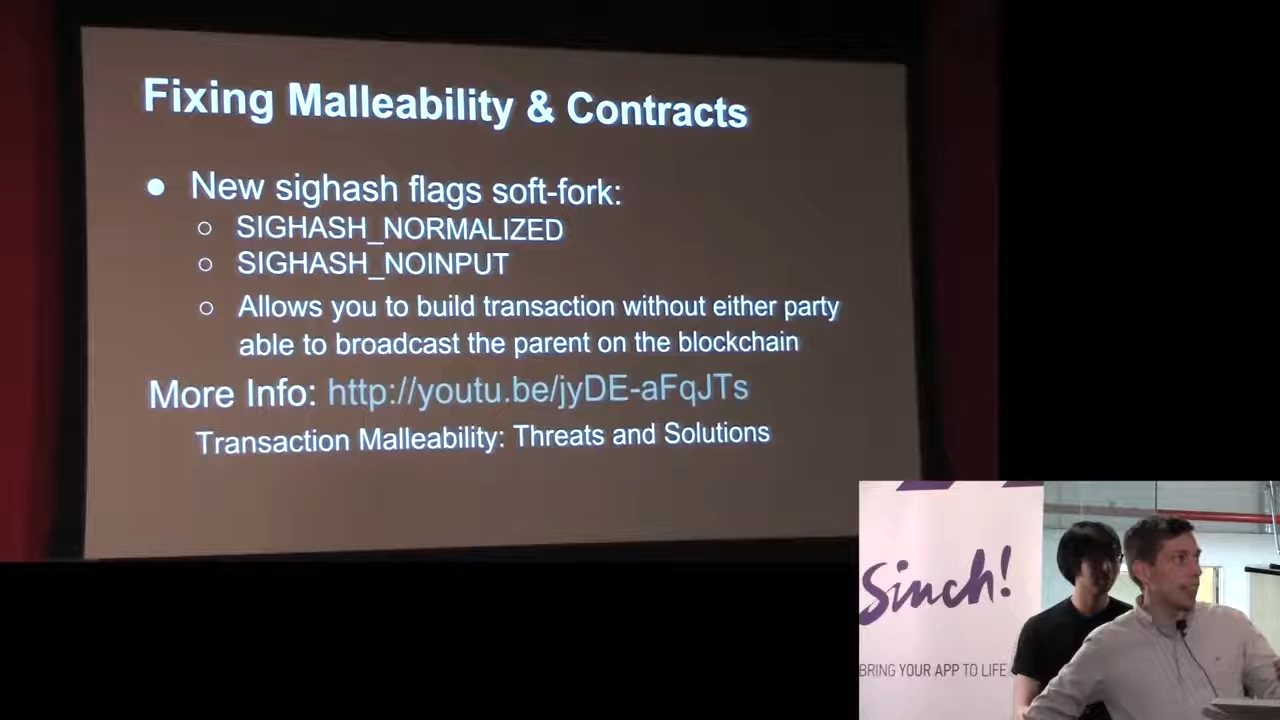 Fixing Malleability & Contracts
● New sighash flags soft-fork:
○ SIGHASH_NORMALIZED
○ SIGHASH_NOINPUT
○ Allows you to build transaction without either party
able to broadcast the parent on the blockchain
More Info: http://youtu.be/jyDE-aFqJTs
Transaction Malleability: Threats and Solutions
Sinch!
BRING YOUR APP TO LIFE